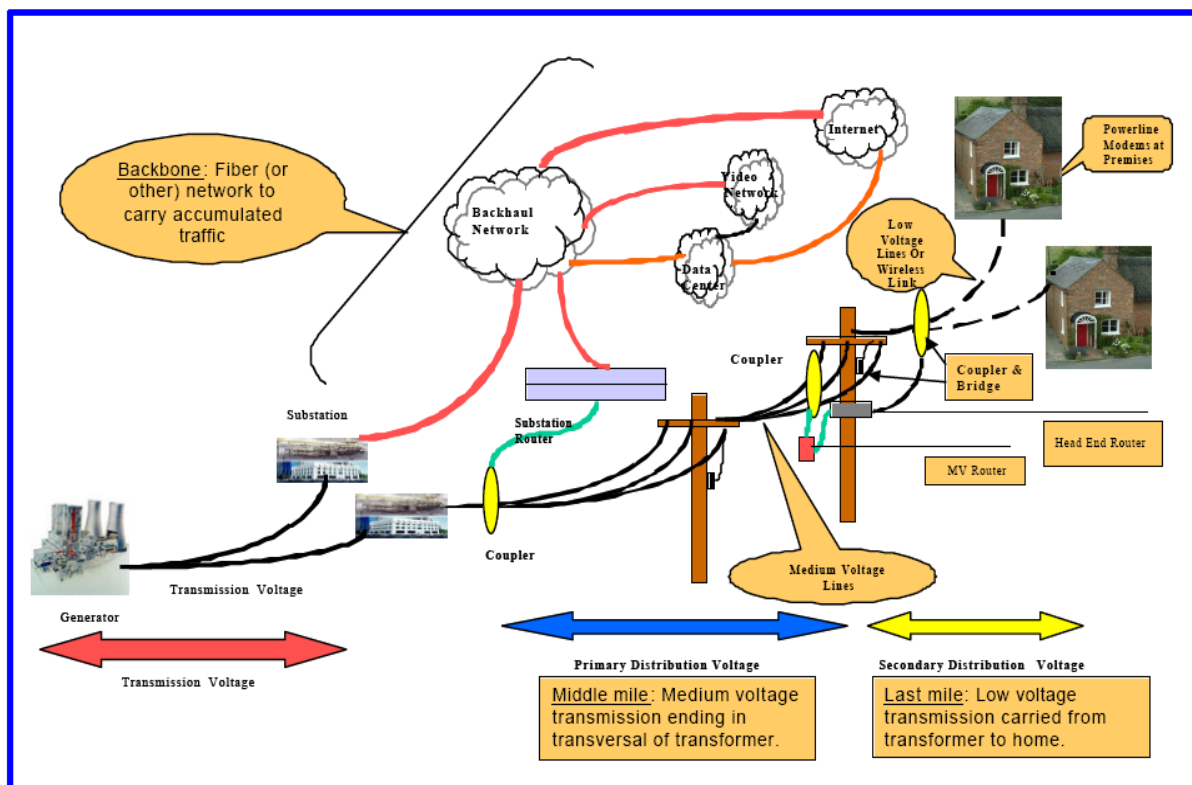 Backbone: Fiber (or
other) network to
carry accumulated
traffic
Internet
Video
Network
Backhaul
Network
Data
Center
Powerline
Modems at
Premises
Low
Voltage
Lines Or
Wireless
Link
Coupler
Coupler &
Bridge
Substation
Substation
Router
Head End Router
MV Router
Coupler
Medium Voltage
Lines
Transmission Voltage
Generator
Transmission Voltage
Primary Distribution Voltage
Secondary Distribution Voltage
Middle mile: Medium voltage
transmission ending in
transversal of transformer.
Last mile: Low voltage
transmission carried from
transformer to home.